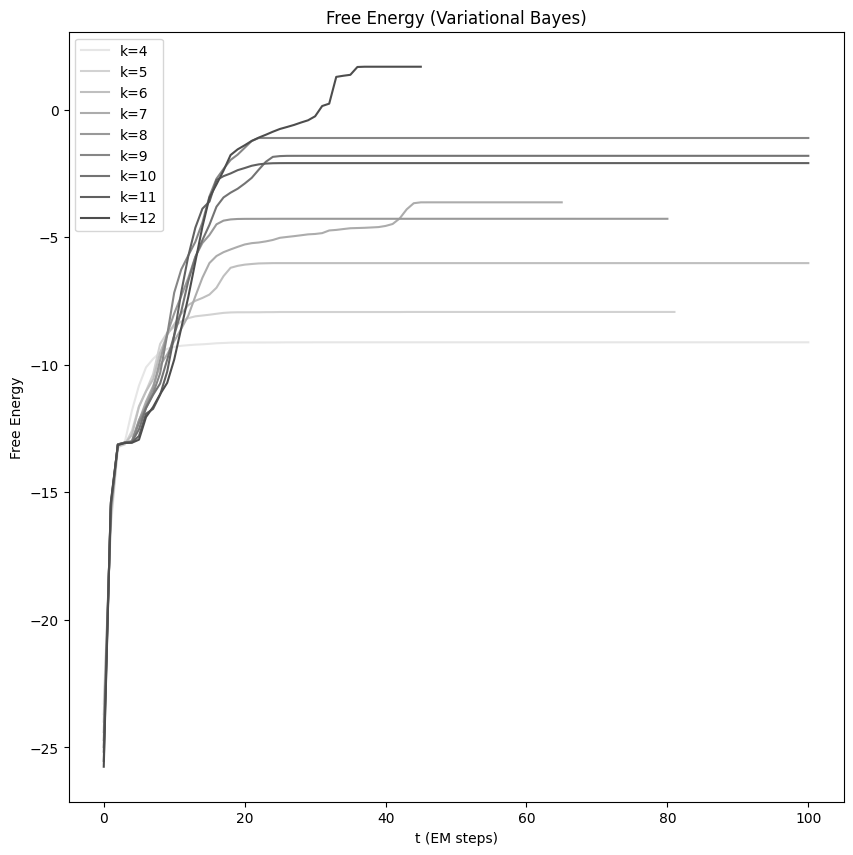 Free Energy (Variational Bayes)
k=4
k=5
k=6
k=7
k=8
k=9
k=10
k=11
k=12
0
−5
−10
−15
−20
−25
Free Energy
0 20 40 60 80 100
t (EM steps)